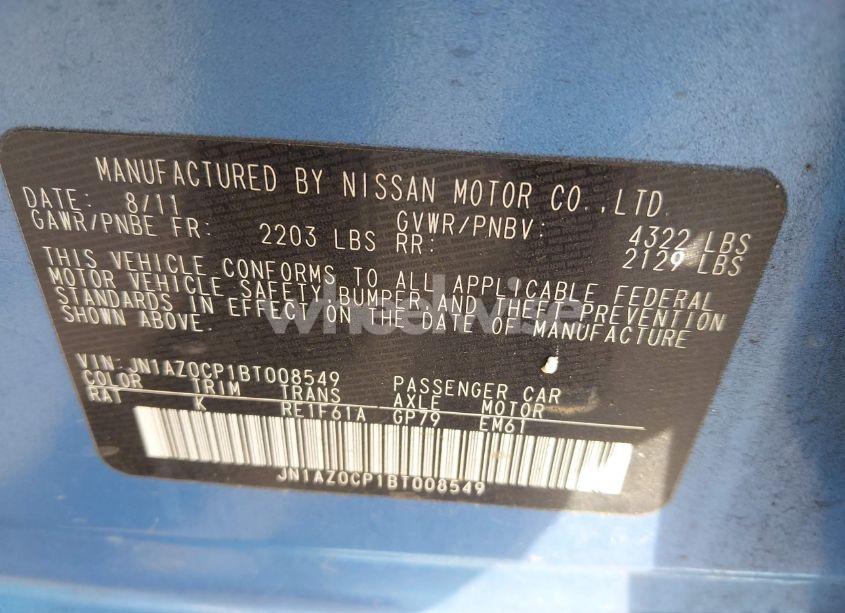 MANUFACTURED BY NISSAN MOTOR CO.,LTD.
DATE: 8/11 GVWR/PNBV: 4322 LBS
GAWR/PNBE FR: 2203 LBS RR: 2129 LBS
THIS VEHICLE CONFORMS TO ALL APPLICABLE FEDERAL
MOTOR VEHICLE SAFETY,BUMPER,AND THEFT PREVENTION
STANDARDS IN EFFECT ON THE DATE OF MANUFACTURE
SHOWN ABOVE.
wheelwise
VIN: JN1AZ0CP1BT008549 PASSENGER CAR
COLOR TRIM TRANS AXLE MOTOR
RAT K RE1F61A GP79 EM61
JN1AZ0CP1BT008549